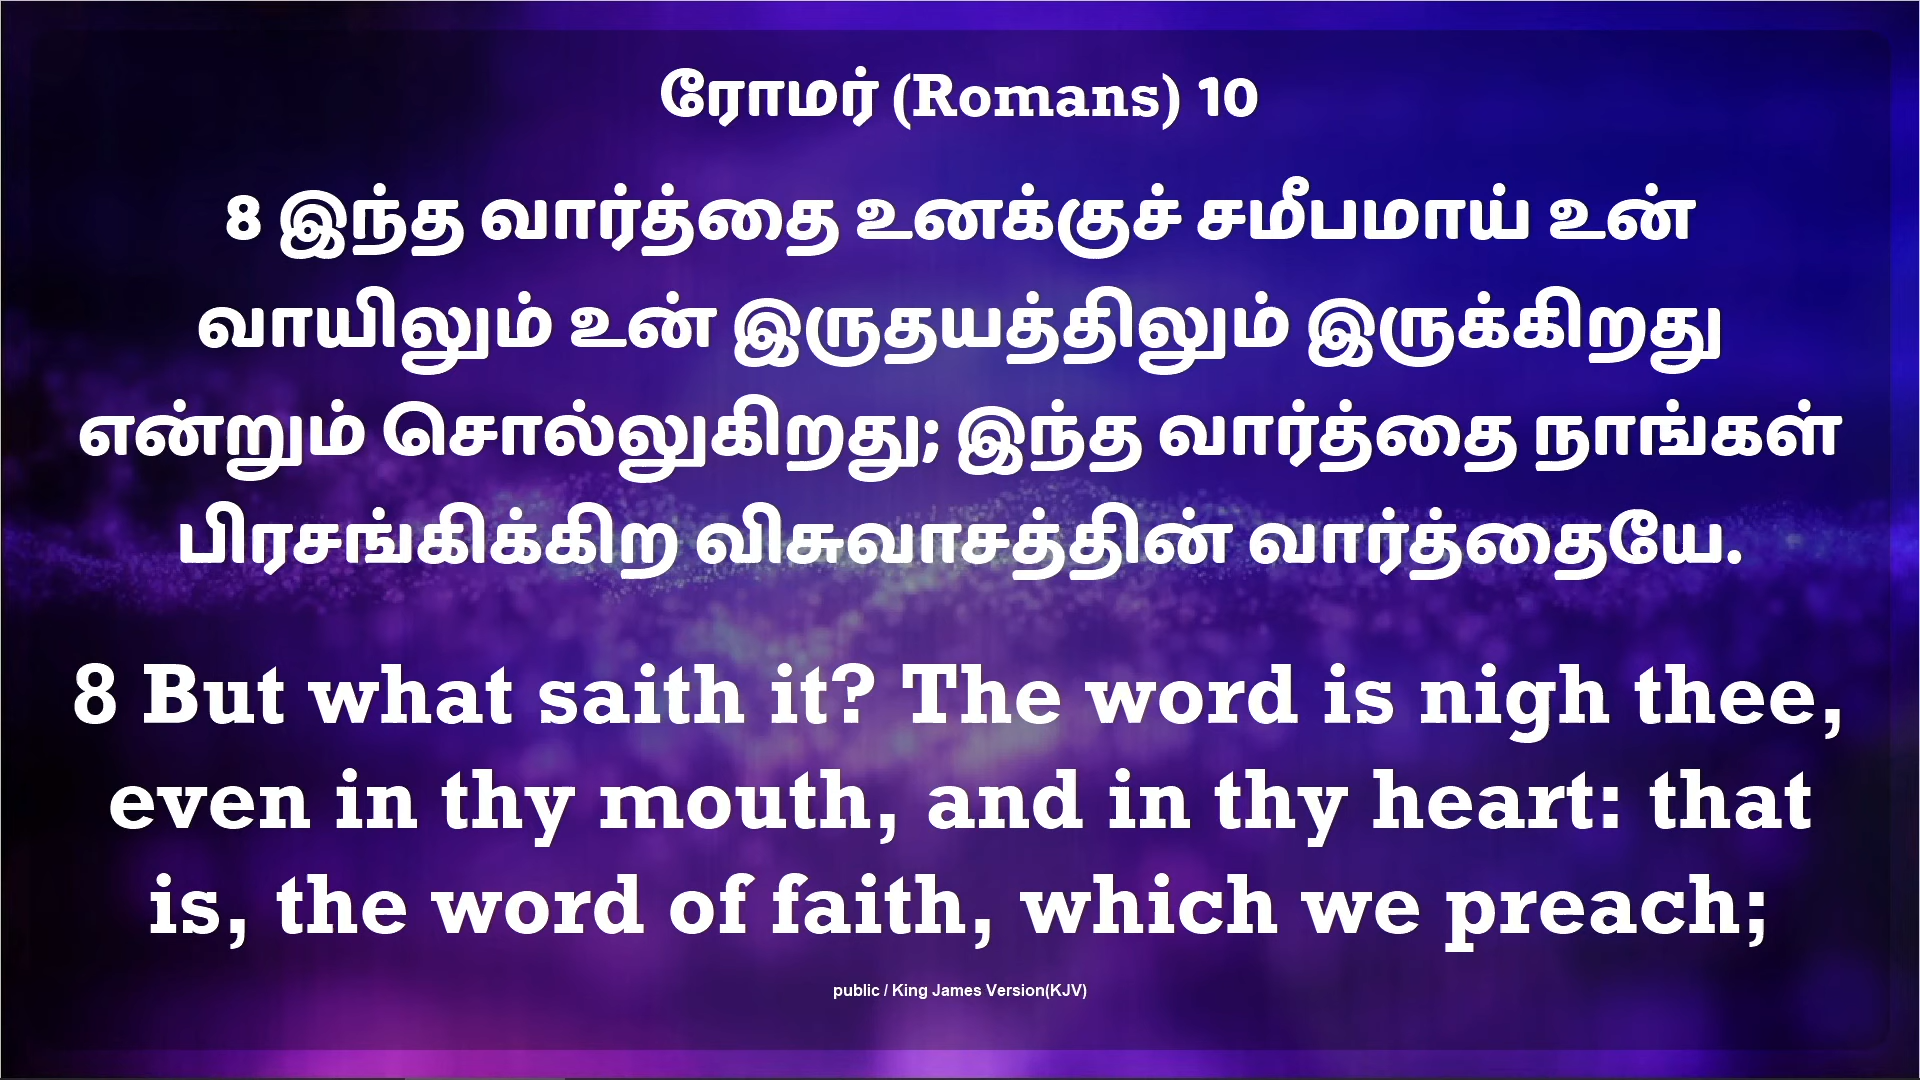 ரோமர் (Romans) 10
8 இந்த வார்த்தை உனக்குச் சமீபமாய் உன்
வாயிலும் உன் இருதயத்திலும் இருக்கிறது
என்றும் சொல்லுகிறது; இந்த வார்த்தை நாங்கள்
பிரசங்கிக்கிற விசுவாசத்தின் வார்த்தையே.
8 But what saith it? The word is nigh thee,
even in thy mouth, and in thy heart: that
is, the word of faith, which we preach;
public / King James Version(KJV)